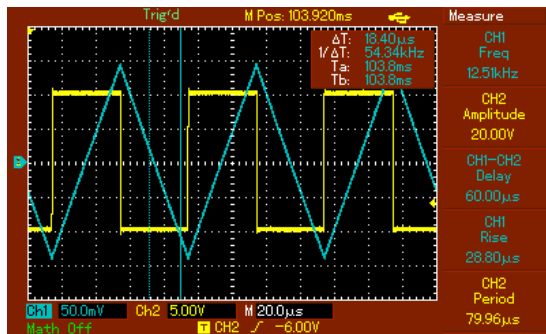 Trig'd M Pos: 103.920ms Measure
ΔT: 18.40µs
1/ΔT: 54.34kHz
Ta: 103.8ms
Tb: 103.8ms
CH1
Freq
12.51kHz
CH2
Amplitude
20.00V
CH1-CH2
Delay
60.00µs
CH1
Rise
28.80µs
CH2
Period
79.96µs
Ch1 50.0mV Ch2 5.00V M 20.0µs
Math Off T CH2 -6.00V